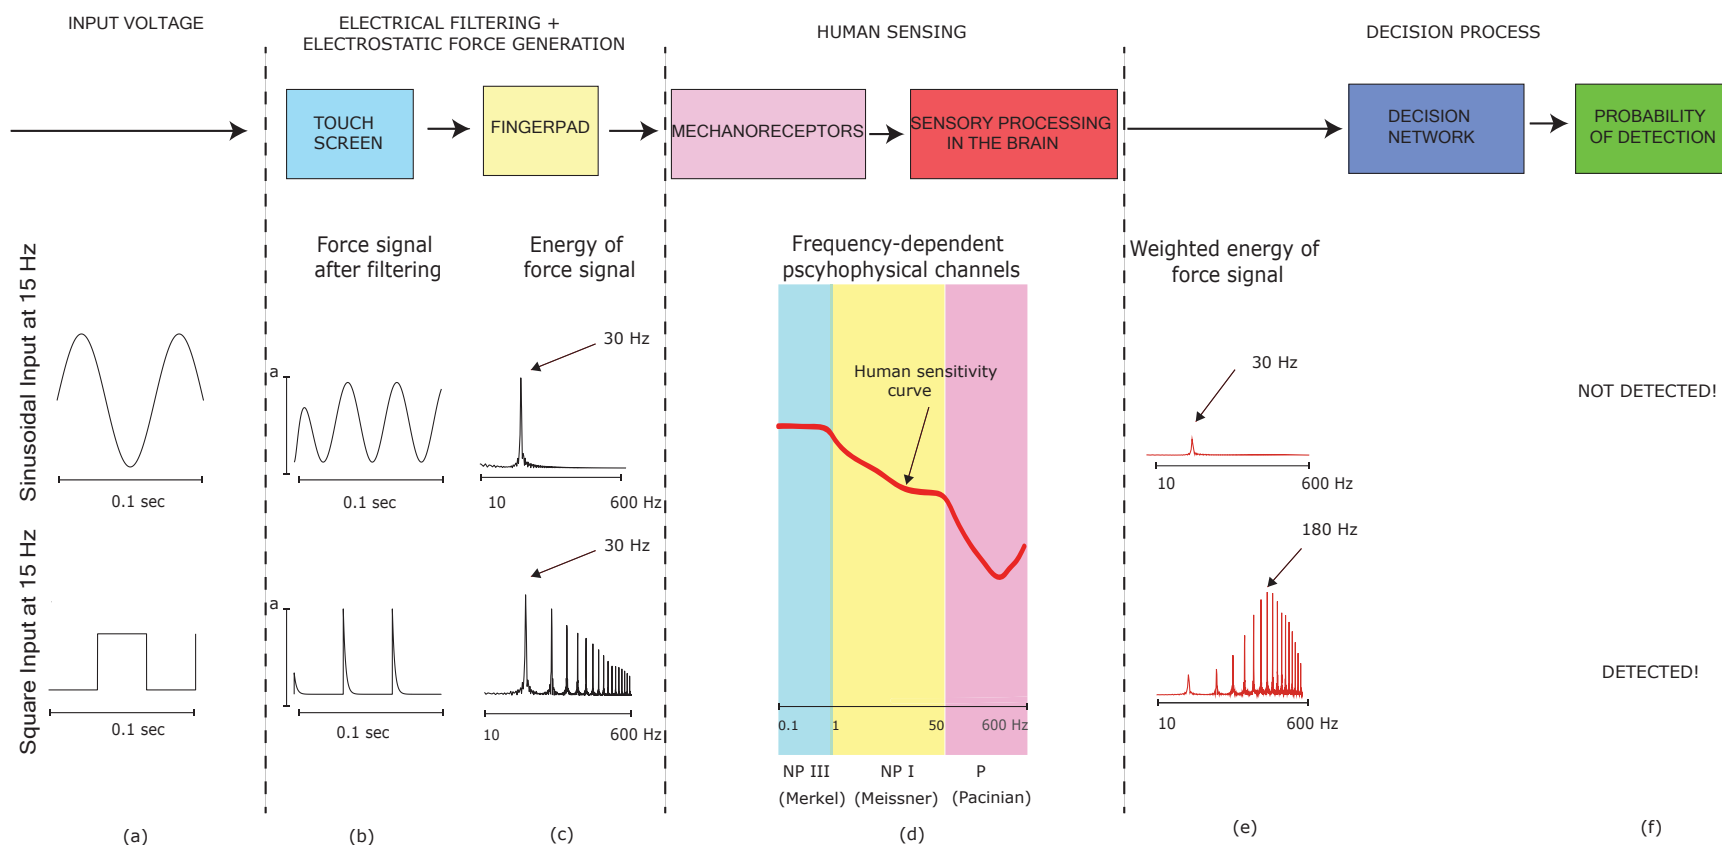 INPUT VOLTAGE
ELECTRICAL FILTERING +
ELECTROSTATIC FORCE GENERATION
HUMAN SENSING
DECISION PROCESS
TOUCH
SCREEN
FINGERPAD
MECHANORECEPTORS
SENSORY PROCESSING
IN THE BRAIN
DECISION
NETWORK
PROBABILITY
OF DETECTION
Force signal
after filtering
Energy of
force signal
Frequency-dependent
pscyhophysical channels
Weighted energy of
force signal
Sinusoidal Input at 15 Hz
0.1 sec
a
0.1 sec
30 Hz
10
600 Hz
Human sensitivity
curve
30 Hz
10
600 Hz
NOT DETECTED!
Square Input at 15 Hz
0.1 sec
a
0.1 sec
30 Hz
10
600 Hz
0.1
1
50
600 Hz
NP III
(Merkel)
NP I
(Meissner)
P
(Pacinian)
180 Hz
10
600 Hz
DETECTED!
(a)
(b)
(c)
(d)
(e)
(f)